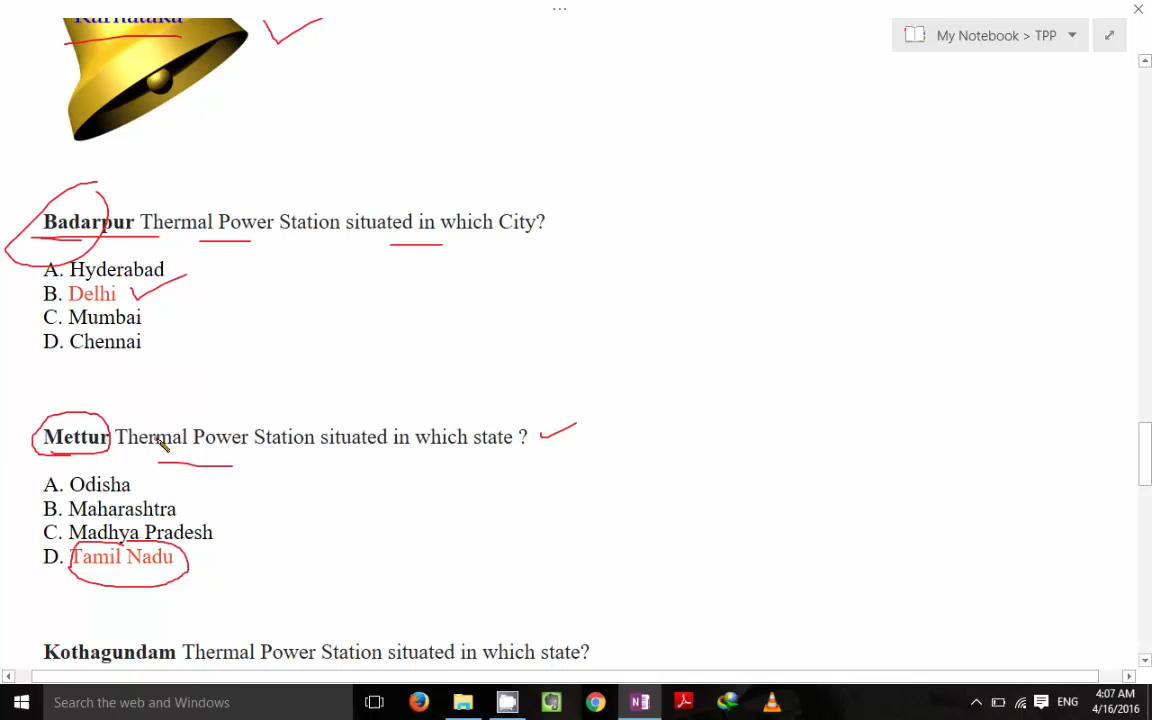 Karnataka
My Notebook > TPP
Badarpur Thermal Power Station situated in which City?
A. Hyderabad
B. Delhi
C. Mumbai
D. Chennai
Mettur Thermal Power Station situated in which state ?
A. Odisha
B. Maharashtra
C. Madhya Pradesh
D. Tamil Nadu
Kothagundam Thermal Power Station situated in which state?
Search the web and Windows
ENG
4:07 AM
4/16/2016